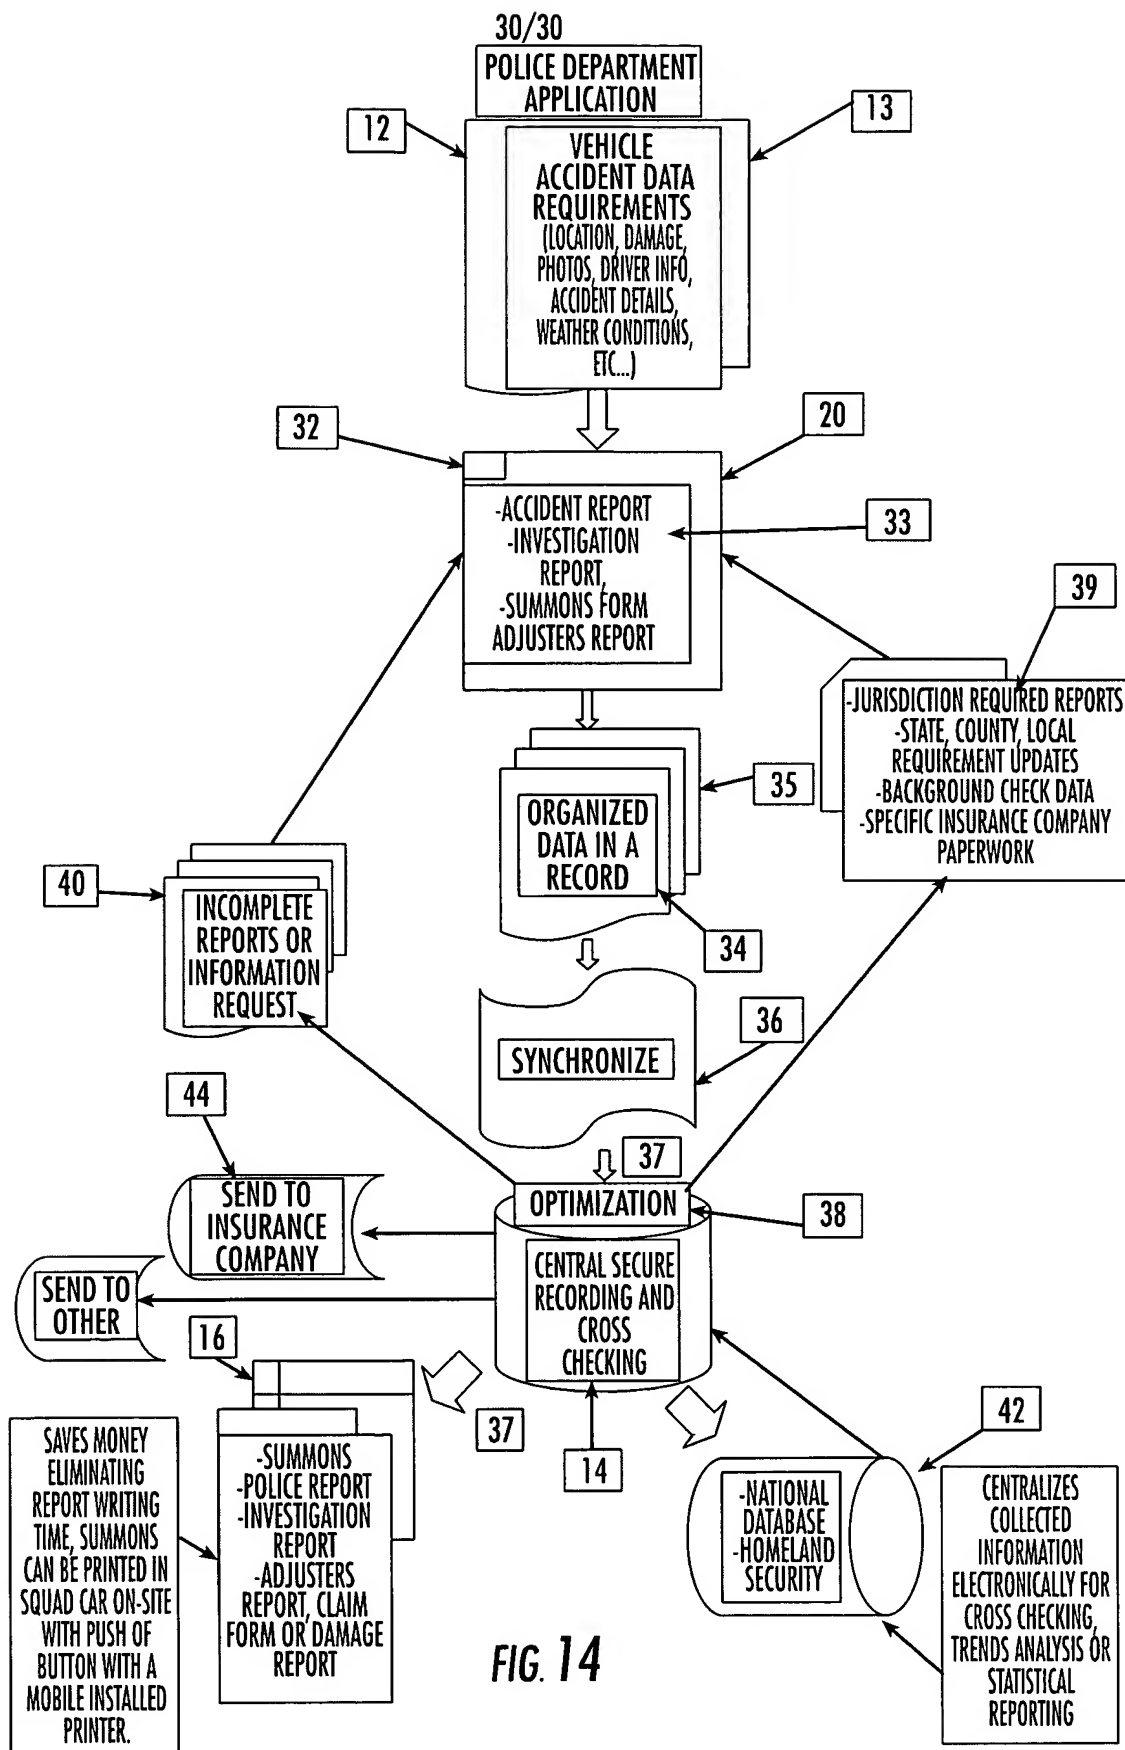 30/30
POLICE DEPARTMENT
APPLICATION
12
13
VEHICLE
ACCIDENT DATA
REQUIREMENTS
(LOCATION, DAMAGE,
PHOTOS, DRIVER INFO,
ACCIDENT DETAILS,
WEATHER CONDITIONS,
ETC...)
32
20
-ACCIDENT REPORT
-INVESTIGATION
REPORT,
-SUMMONS FORM
ADJUSTERS REPORT
33
39
-JURISDICTION REQUIRED REPORTS
-STATE, COUNTY, LOCAL
REQUIREMENT UPDATES
-BACKGROUND CHECK DATA
-SPECIFIC INSURANCE COMPANY
PAPERWORK
35
ORGANIZED
DATA IN A
RECORD
34
40
INCOMPLETE
REPORTS OR
INFORMATION
REQUEST
36
SYNCHRONIZE
44
37
SEND TO
INSURANCE
COMPANY
OPTIMIZATION
38
CENTRAL SECURE
RECORDING AND
CROSS
CHECKING
SEND TO
OTHER
16
37
14
42
SAVES MONEY
ELIMINATING
REPORT WRITING
TIME, SUMMONS
CAN BE PRINTED IN
SQUAD CAR ON-SITE
WITH PUSH OF
BUTTON WITH A
MOBILE INSTALLED
PRINTER.
-SUMMONS
-POLICE REPORT
-INVESTIGATION
REPORT
-ADJUSTERS
REPORT, CLAIM
FORM OR DAMAGE
REPORT
-NATIONAL
DATABASE
-HOMELAND
SECURITY
CENTRALIZES
COLLECTED
INFORMATION
ELECTRONICALLY FOR
CROSS CHECKING,
TRENDS ANALYSIS OR
STATISTICAL
REPORTING
FIG. 14